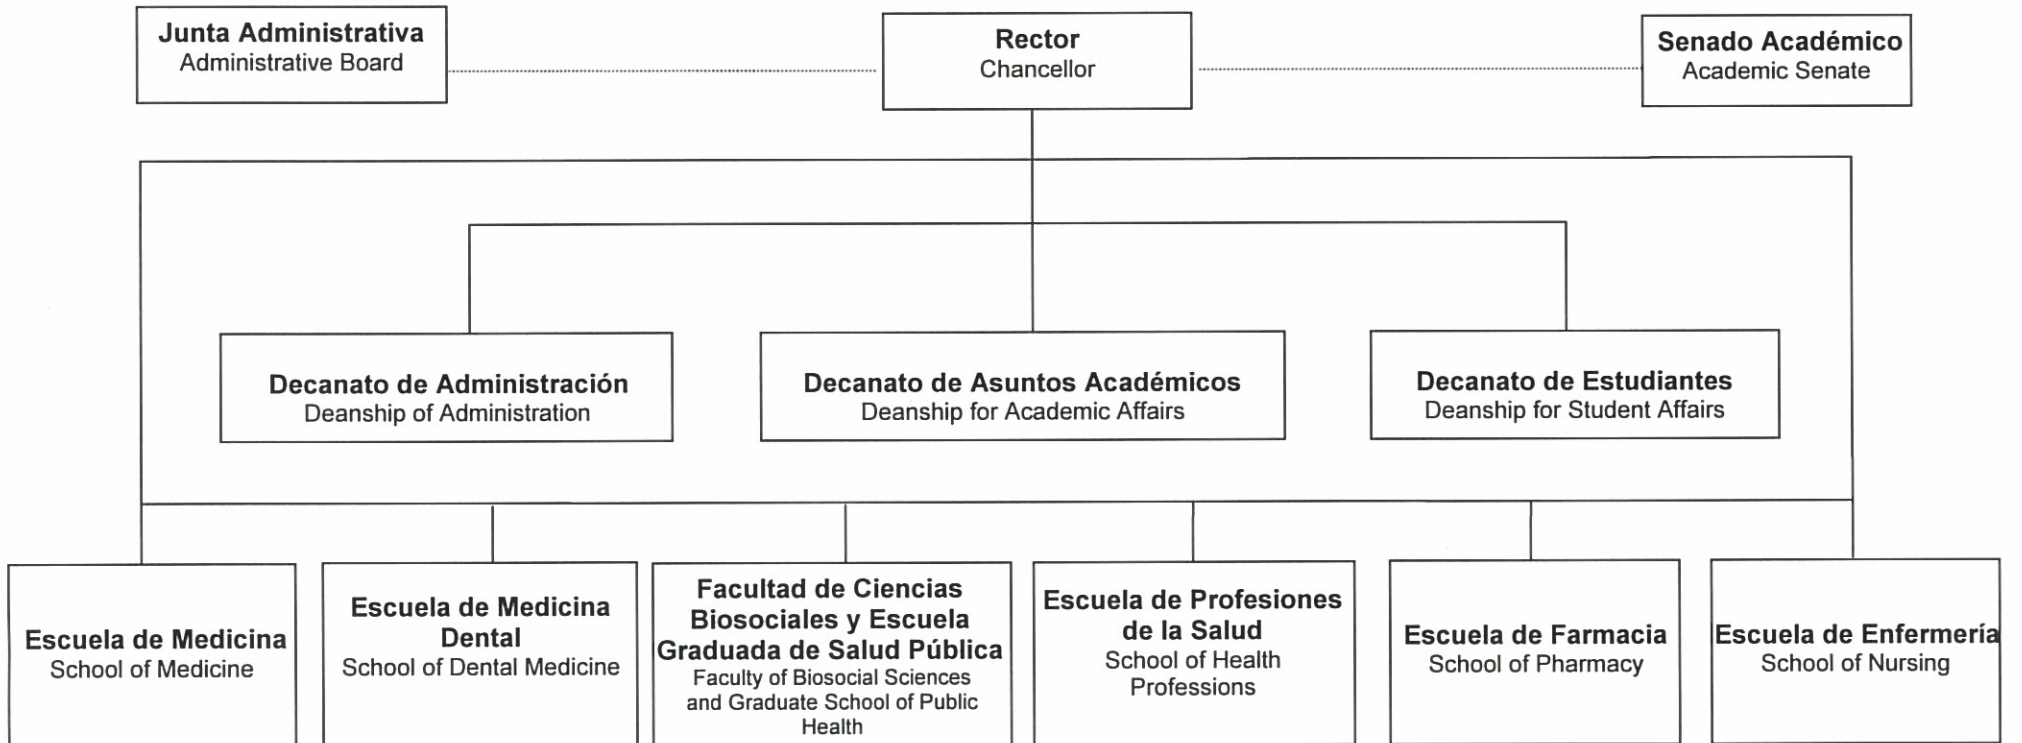 Junta Administrativa
Administrative Board
Rector
Chancellor
Senado Académico
Academic Senate
Decanato de Administración
Deanship of Administration
Decanato de Asuntos Académicos
Deanship for Academic Affairs
Decanato de Estudiantes
Deanship for Student Affairs
Escuela de Medicina
School of Medicine
Escuela de Medicina
Dental
School of Dental Medicine
Facultad de Ciencias
Biosociales y Escuela
Graduada de Salud Pública
Faculty of Biosocial Sciences
and Graduate School of Public
Health
Escuela de Profesiones
de la Salud
School of Health
Professions
Escuela de Farmacia
School of Pharmacy
Escuela de Enfermería
School of Nursing